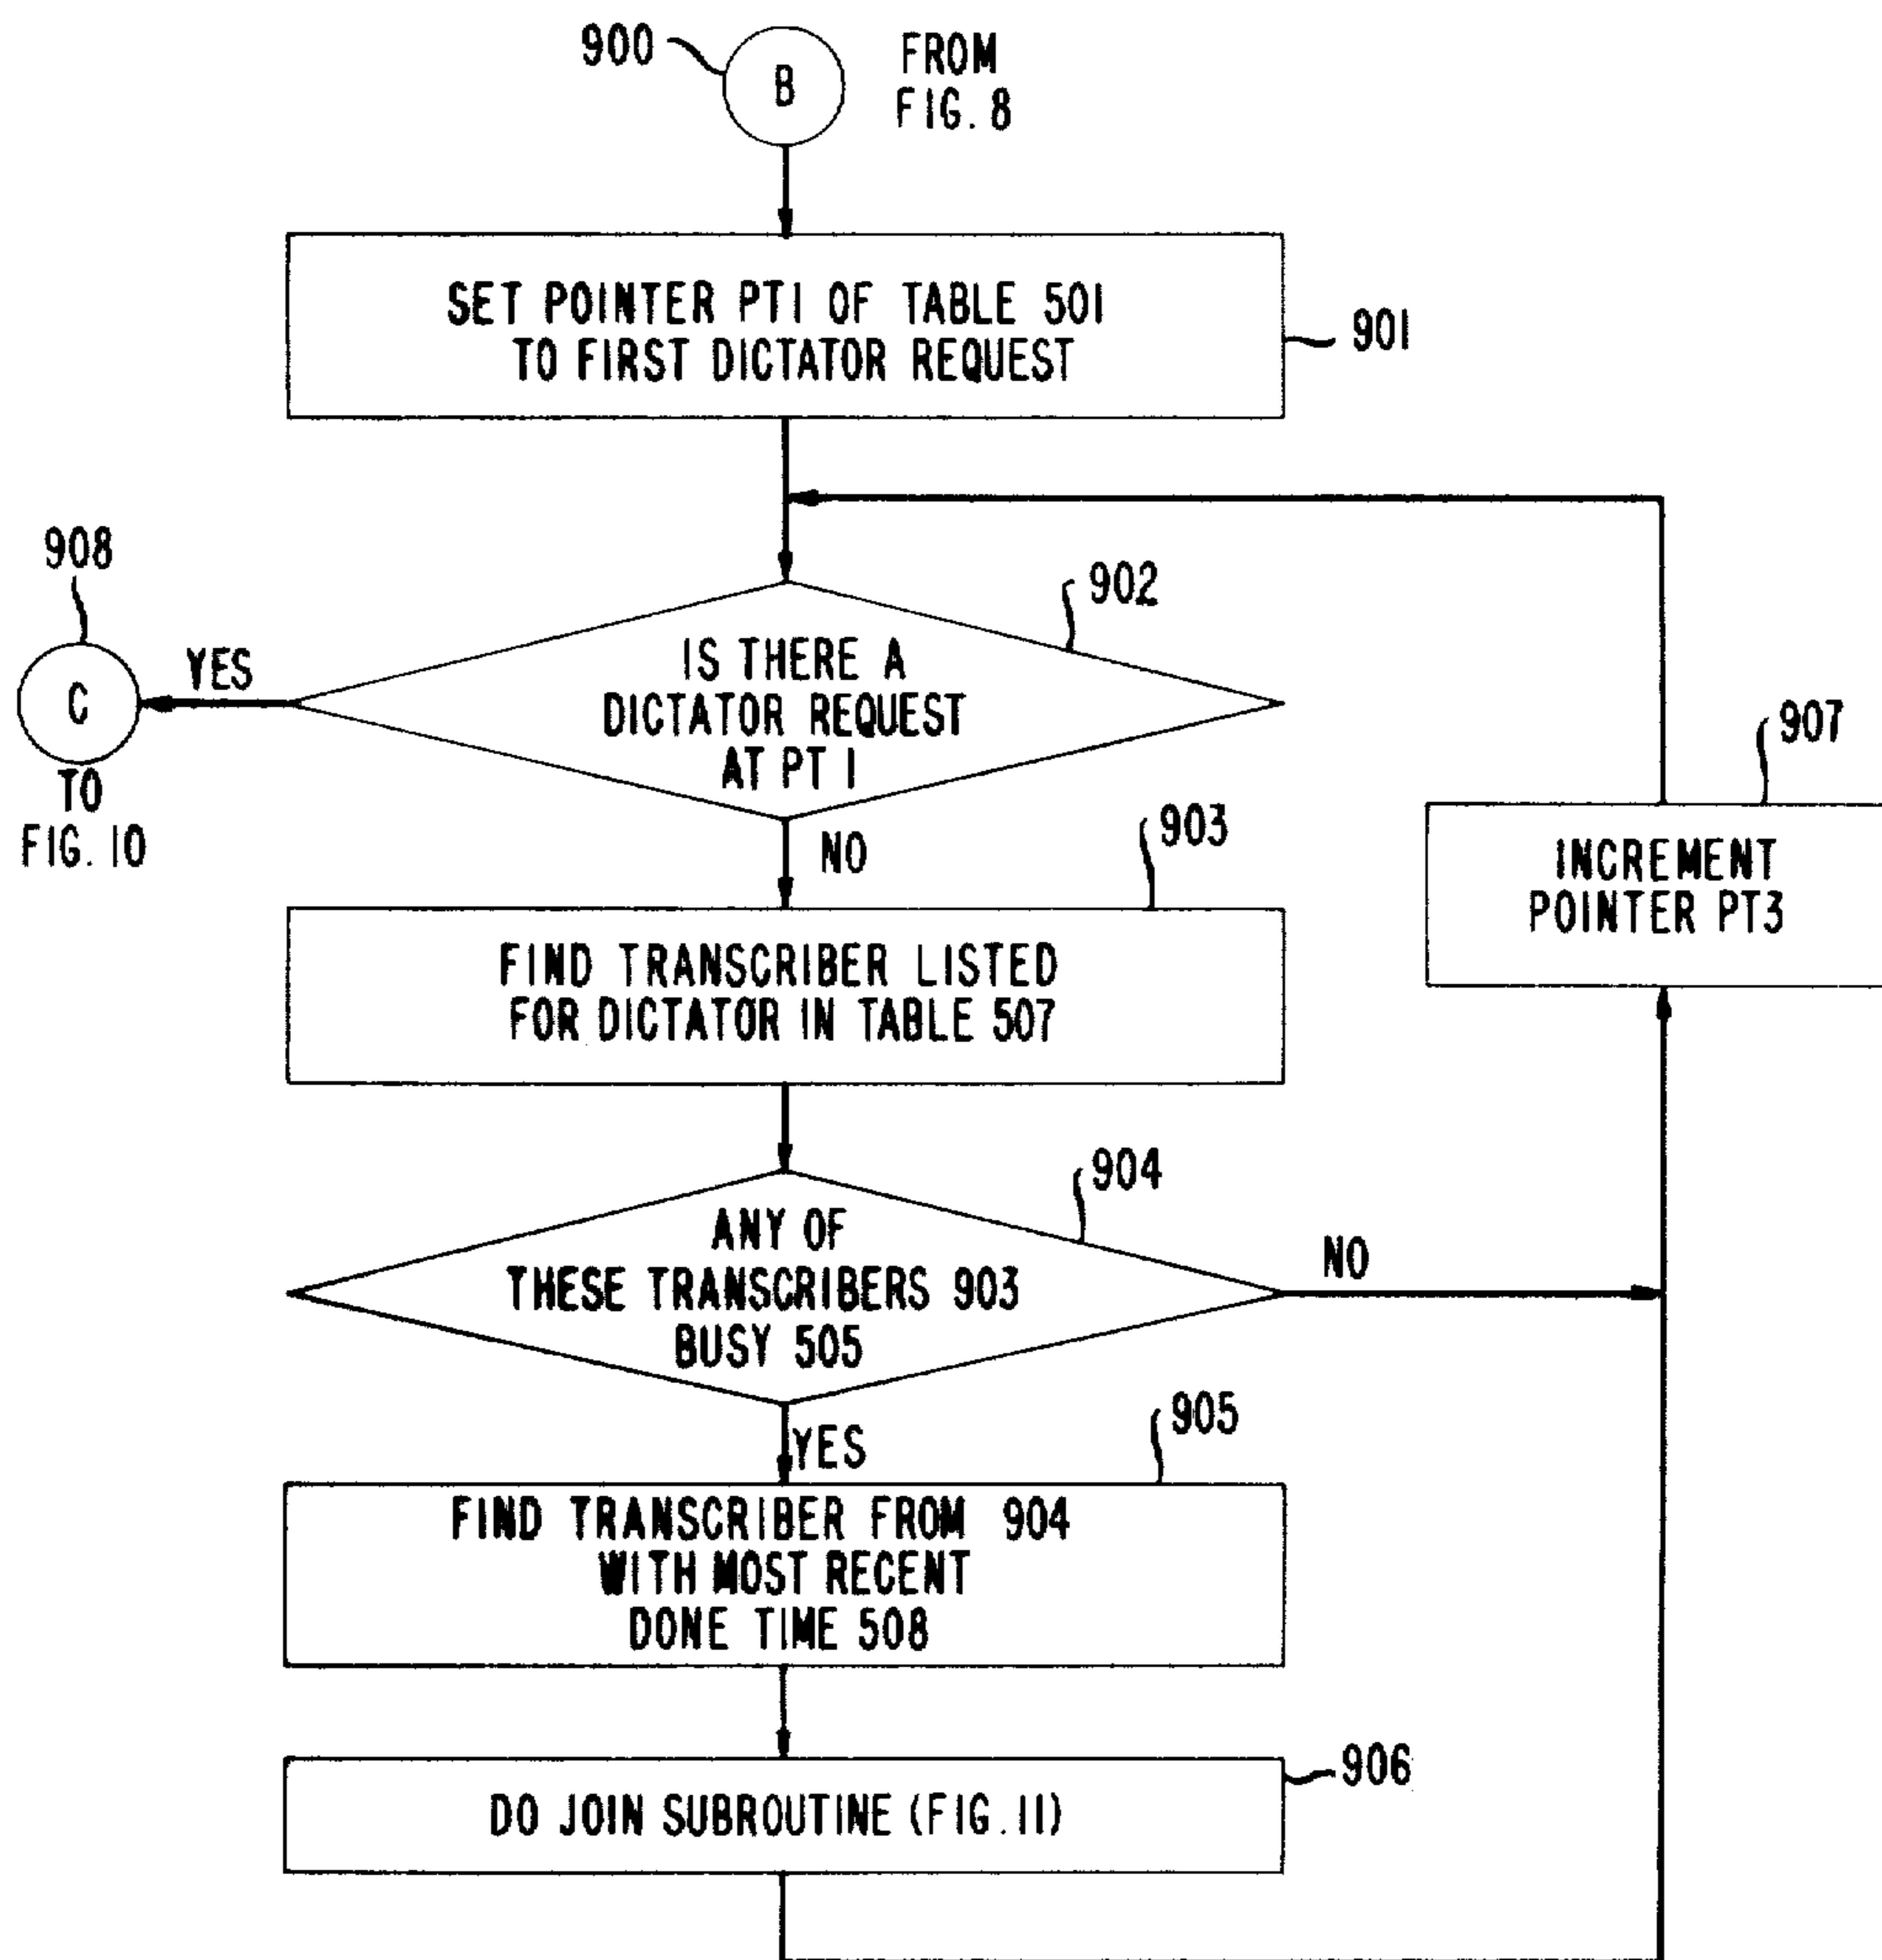 900
B
FROM
FIG. 8
SET POINTER PT1 OF TABLE 501
TO FIRST DICTATOR REQUEST
901
908
902
C
YES
TO
FIG. 10
IS THERE A
DICTATOR REQUEST
AT PT 1
907
NO
903
INCREMENT
POINTER PT3
FIND TRANSCRIBER LISTED
FOR DICTATOR IN TABLE 507
904
ANY OF
THESE TRANSCRIBERS 903
BUSY 505
NO
YES
905
FIND TRANSCRIBER FROM 904
WITH MOST RECENT
DONE TIME 508
906
DO JOIN SUBROUTINE (FIG. 11)